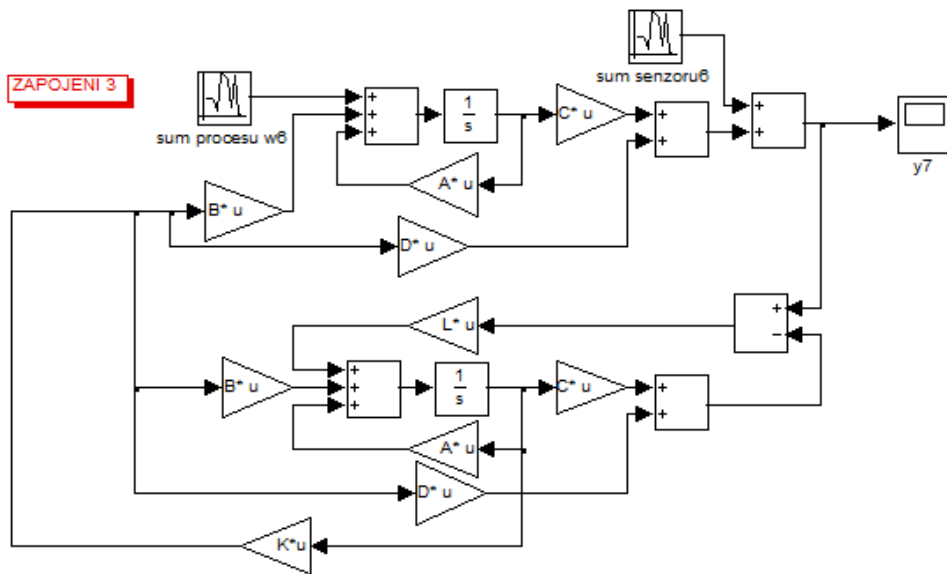 ZAPOJENI 3
sum procesu w6
sum senzoru6
+
+
+
1
s
C* u
+
+
+
+
y7
A* u
B* u
D* u
L* u
+
−
B* u
+
+
+
1
s
C* u
+
+
A* u
D* u
K*u